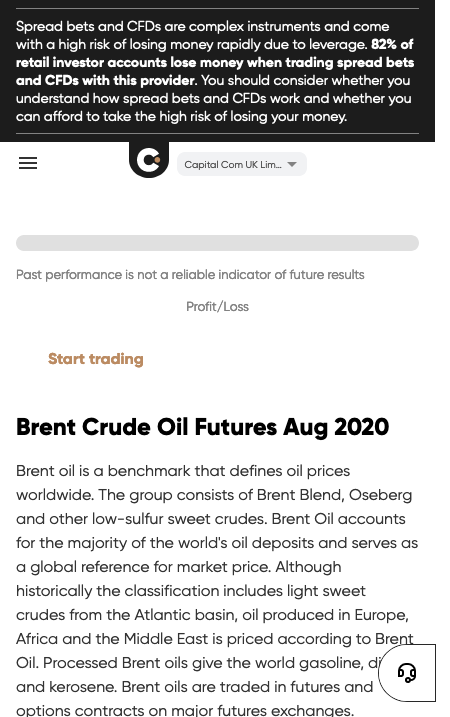 Spread bets and CFDs are complex instruments and come
with a high risk of losing money rapidly due to leverage. 82% of
retail investor accounts lose money when trading spread bets
and CFDs with this provider. You should consider whether you
understand how spread bets and CFDs work and whether you
can afford to take the high risk of losing your money.
Capital Com UK Lim...
Past performance is not a reliable indicator of future results
Profit/Loss
Start trading
Brent Crude Oil Futures Aug 2020
Brent oil is a benchmark that defines oil prices
worldwide. The group consists of Brent Blend, Oseberg
and other low-sulfur sweet crudes. Brent Oil accounts
for the majority of the world's oil deposits and serves as
a global reference for market price. Although
historically the classification includes light sweet
crudes from the Atlantic basin, oil produced in Europe,
Africa and the Middle East is priced according to Brent
Oil. Processed Brent oils give the world gasoline,
and kerosene. Brent oils are traded in futures and
options contracts on major futures exchanges.